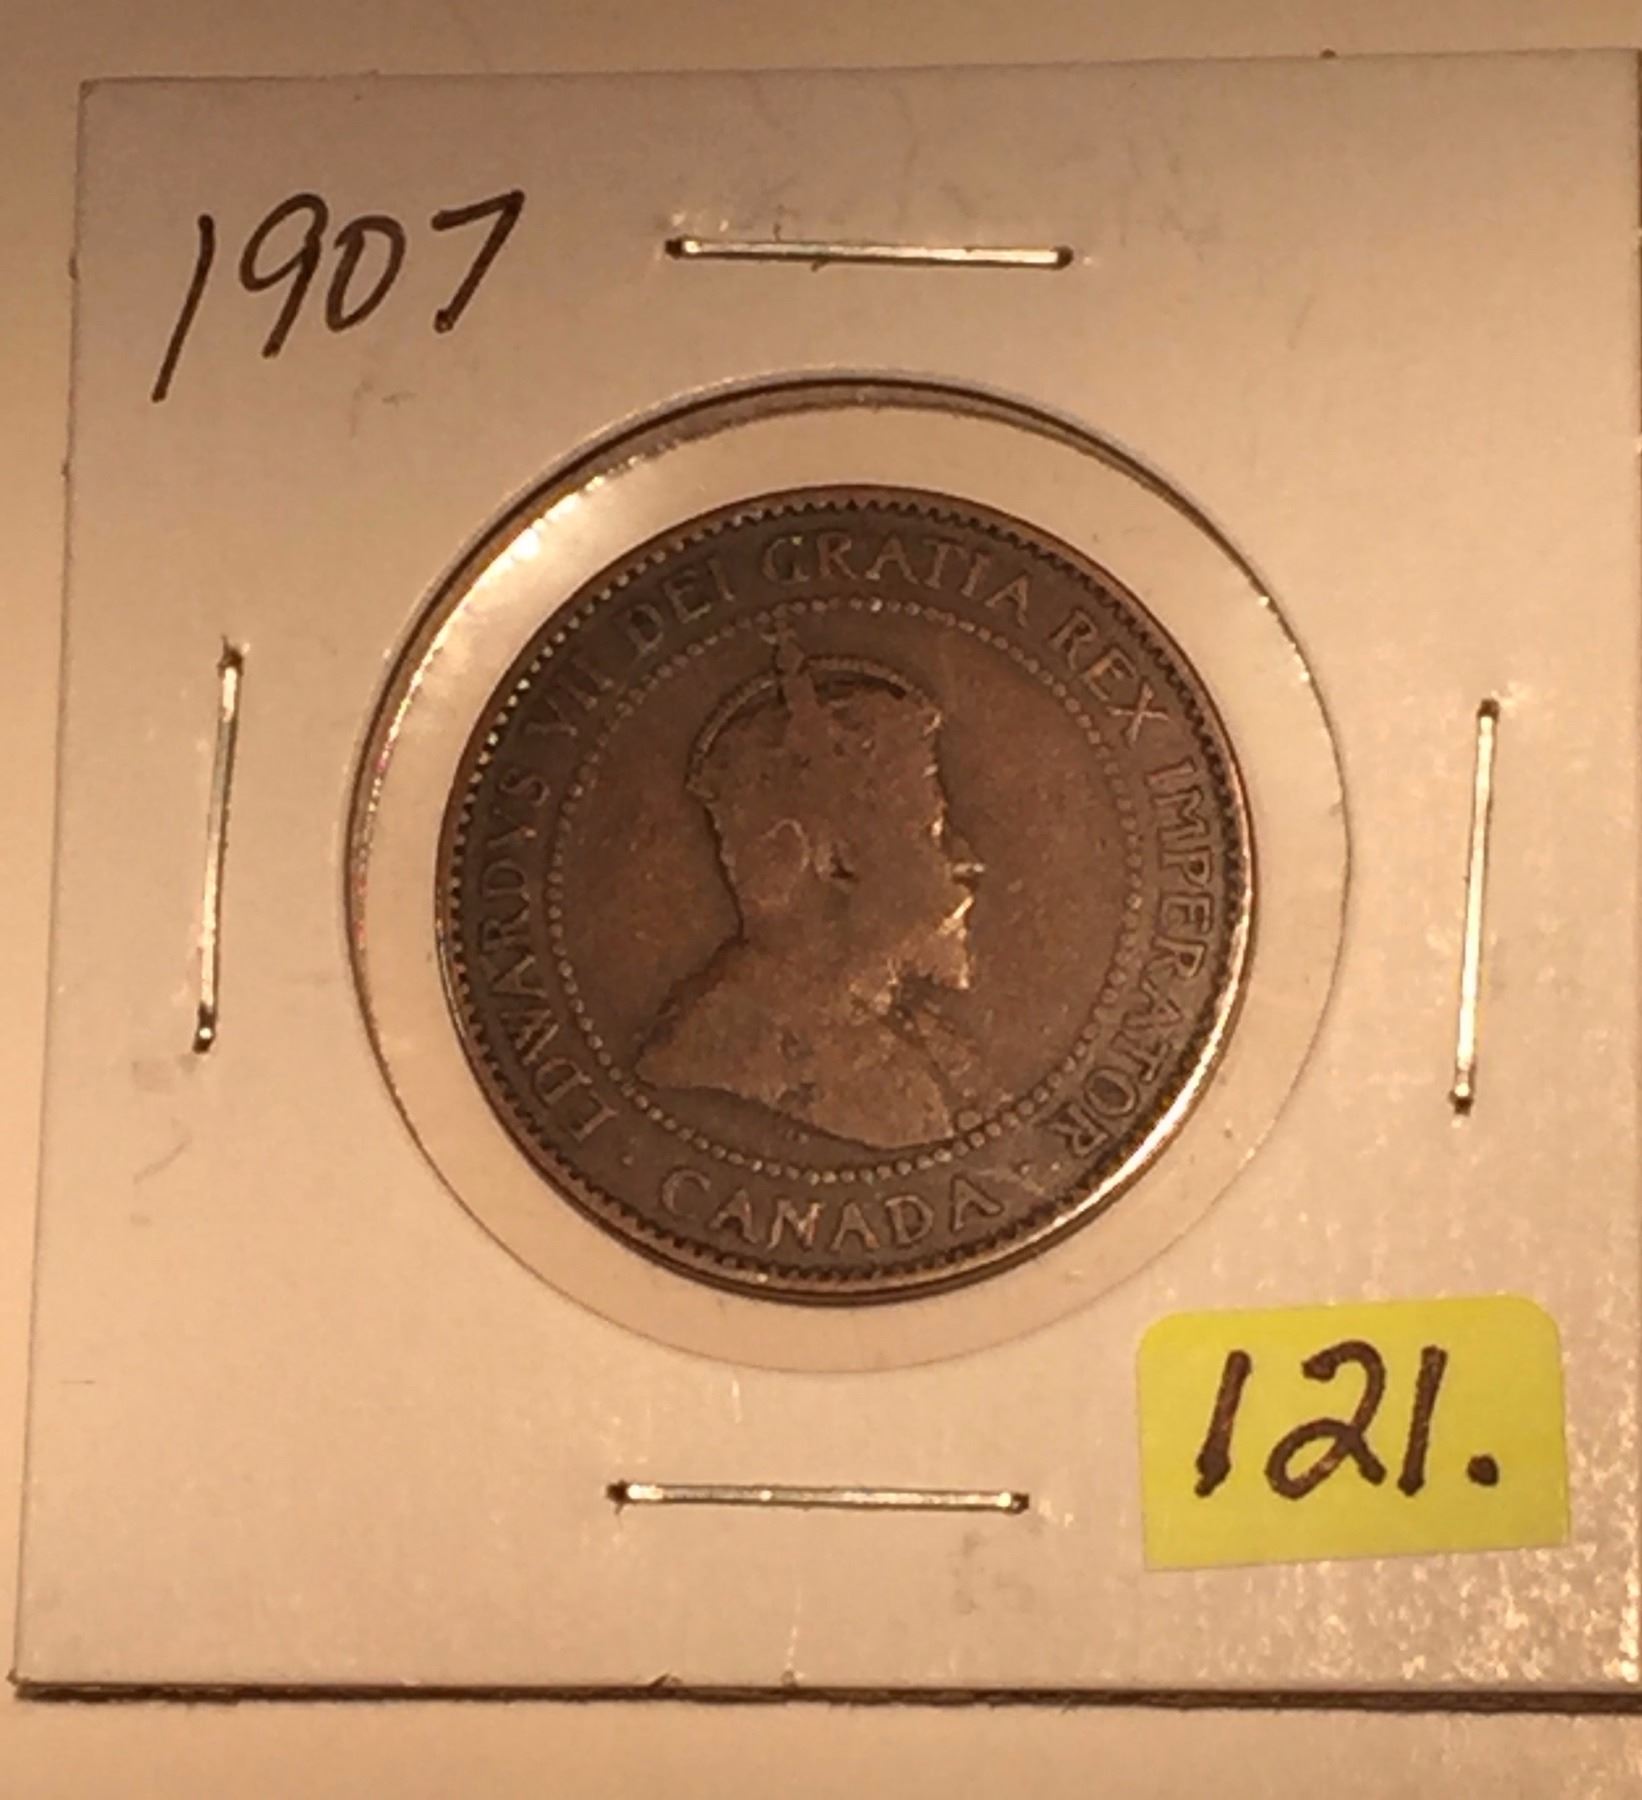 1907
EDWARDVS VII DEI GRATIA REX IMPERATOR
CANADA
121.